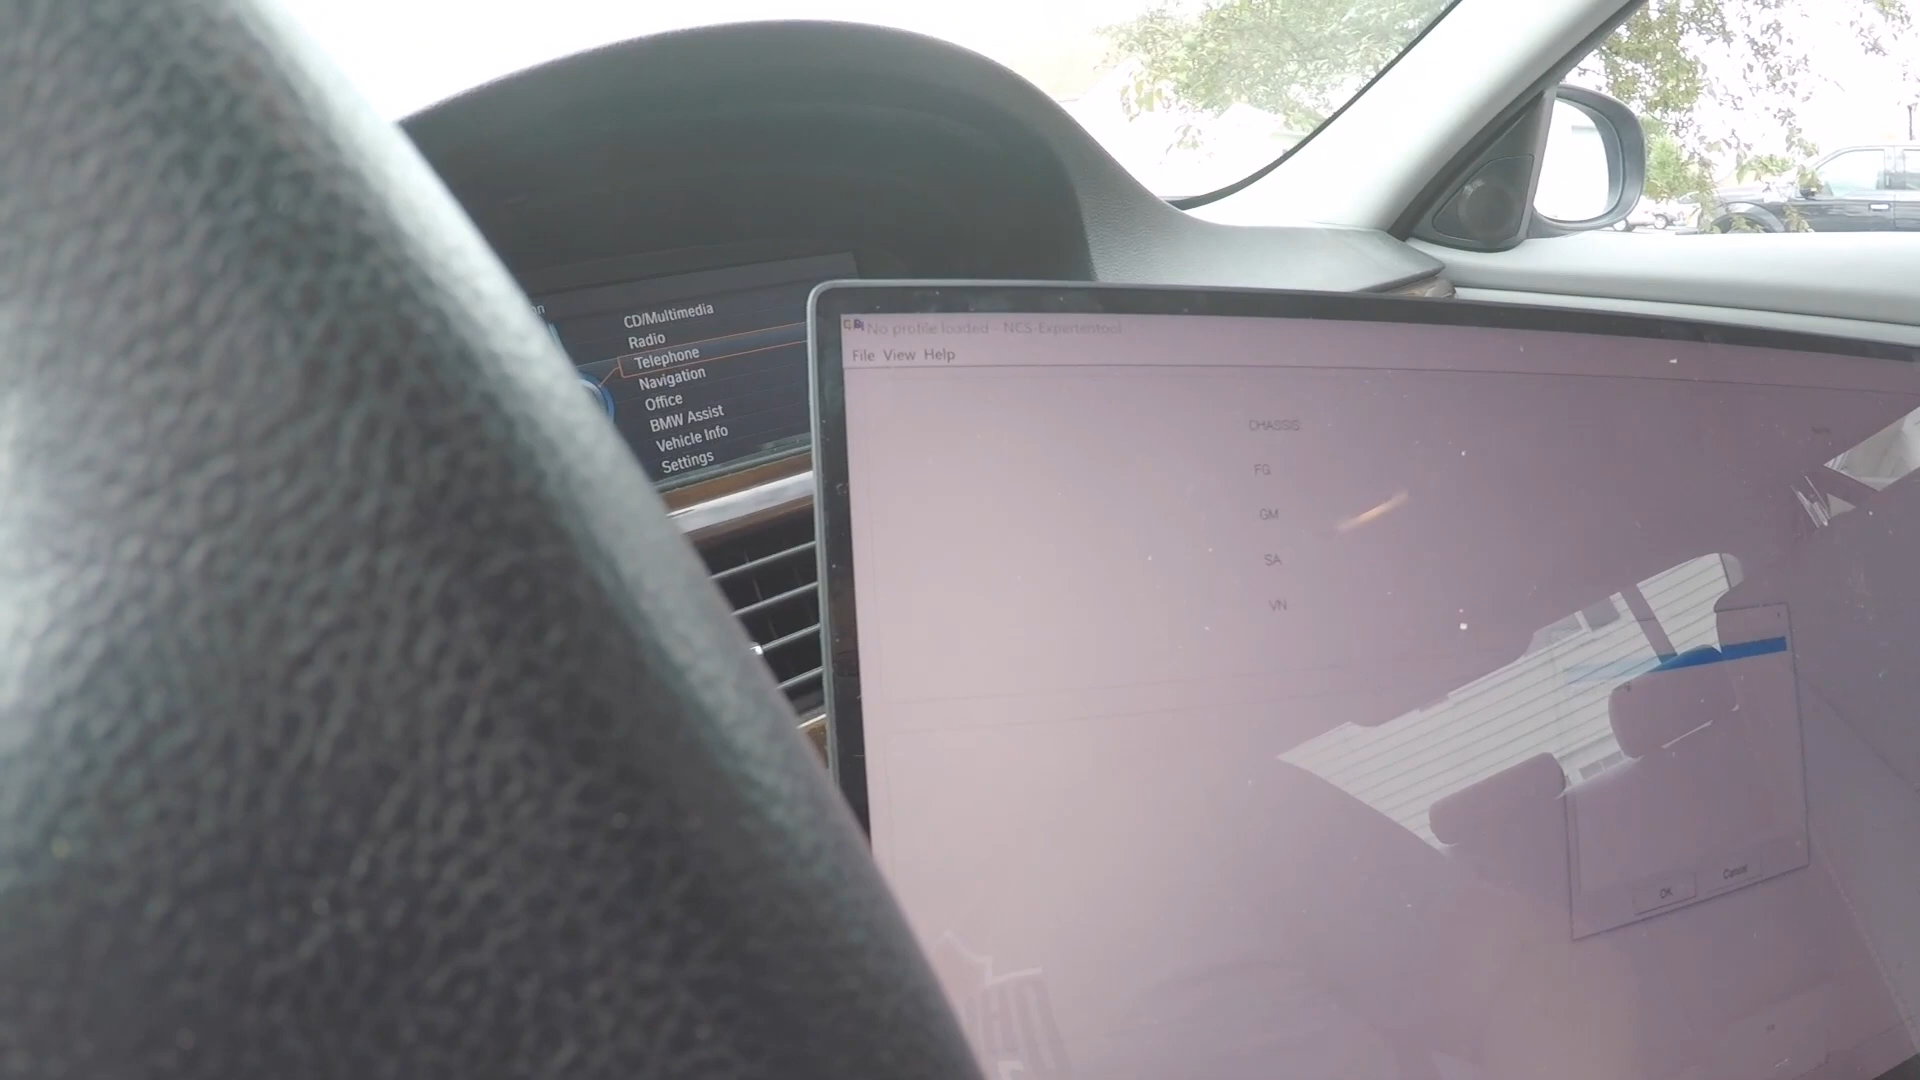 CD/Multimedia
Radio
Telephone
Navigation
Office
BMW Assist
Vehicle Info
Settings
No profile loaded - NCS-Expertentool
File View Help
CHASSIS
FG
GM
SA
VN
OK
Cancel